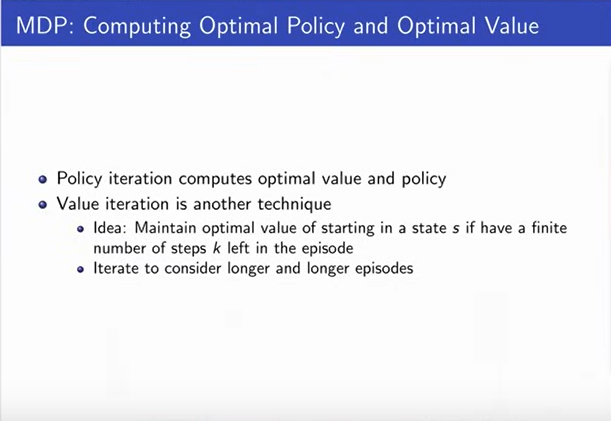 MDP: Computing Optimal Policy and Optimal Value
Policy iteration computes optimal value and policy
Value iteration is another technique
Idea: Maintain optimal value of starting in a state s if have a finite
number of steps k left in the episode
Iterate to consider longer and longer episodes